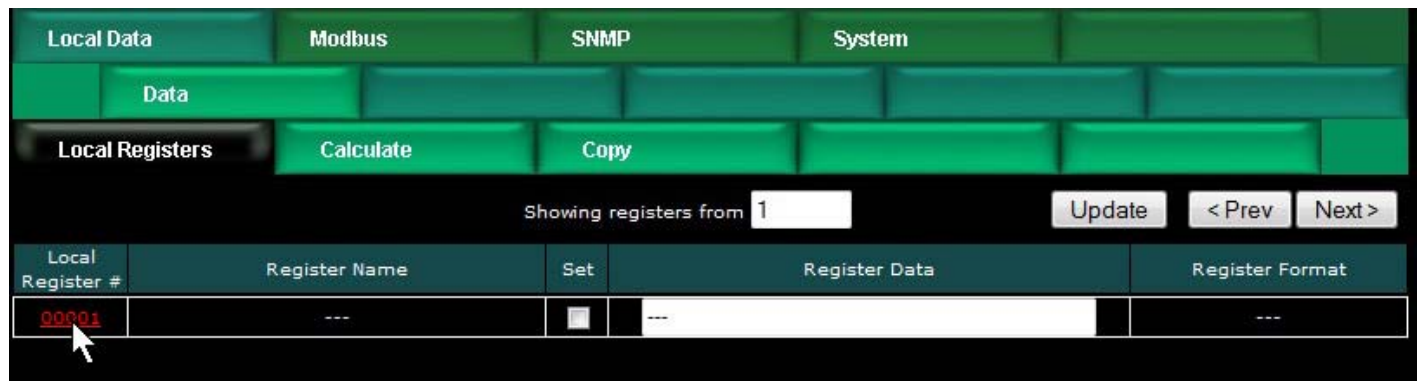 Local Data Modbus SNMP System
Data
Local Registers Calculate Copy
Showing registers from 1 Update < Prev Next >
Local Register # Register Name Set Register Data Register Format
00001 --- --- ---